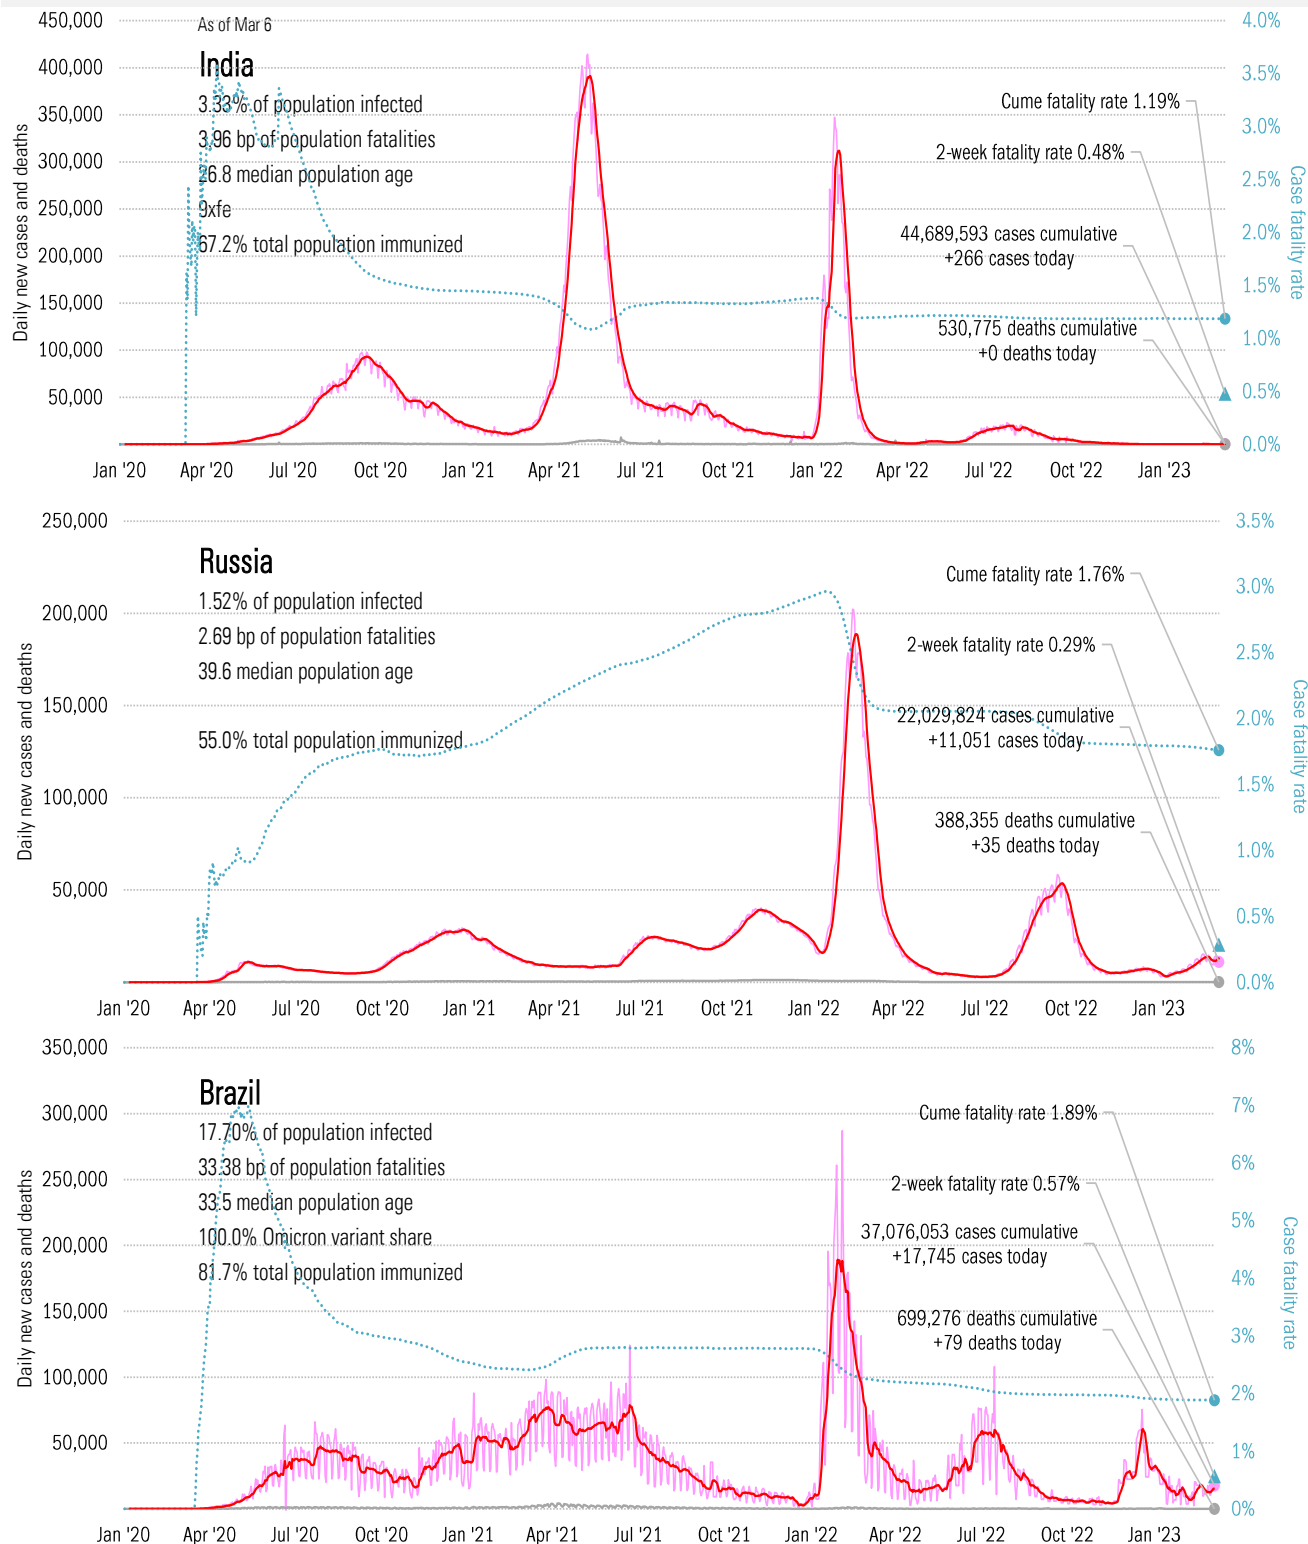 As of Mar 6
India
3.33% of population infected
3.96 bp of population fatalities
26.8 median population age
9xfe
67.2% total population immunized
450,000
400,000
350,000
300,000
250,000
200,000
150,000
100,000
50,000
Daily new cases and deaths
4.0%
3.5%
3.0%
2.5%
2.0%
1.5%
1.0%
0.5%
0.0%
Case fatality rate
Cume fatality rate 1.19%
2-week fatality rate 0.48%
44,689,593 cases cumulative
+266 cases today
530,775 deaths cumulative
+0 deaths today
Jan '20 Apr '20 Jul '20 Oct '20 Jan '21 Apr '21 Jul '21 Oct '21 Jan '22 Apr '22 Jul '22 Oct '22 Jan '23
Russia
1.52% of population infected
2.69 bp of population fatalities
39.6 median population age
55.0% total population immunized
250,000
200,000
150,000
100,000
50,000
Daily new cases and deaths
3.5%
3.0%
2.5%
2.0%
1.5%
1.0%
0.5%
0.0%
Case fatality rate
Cume fatality rate 1.76%
2-week fatality rate 0.29%
22,029,824 cases cumulative
+11,051 cases today
388,355 deaths cumulative
+35 deaths today
Jan '20 Apr '20 Jul '20 Oct '20 Jan '21 Apr '21 Jul '21 Oct '21 Jan '22 Apr '22 Jul '22 Oct '22 Jan '23
Brazil
17.70% of population infected
33.38 bp of population fatalities
33.5 median population age
100.0% Omicron variant share
81.7% total population immunized
350,000
300,000
250,000
200,000
150,000
100,000
50,000
Daily new cases and deaths
8%
7%
6%
5%
4%
3%
2%
1%
0%
Case fatality rate
Cume fatality rate 1.89%
2-week fatality rate 0.57%
37,076,053 cases cumulative
+17,745 cases today
699,276 deaths cumulative
+79 deaths today
Jan '20 Apr '20 Jul '20 Oct '20 Jan '21 Apr '21 Jul '21 Oct '21 Jan '22 Apr '22 Jul '22 Oct '22 Jan '23